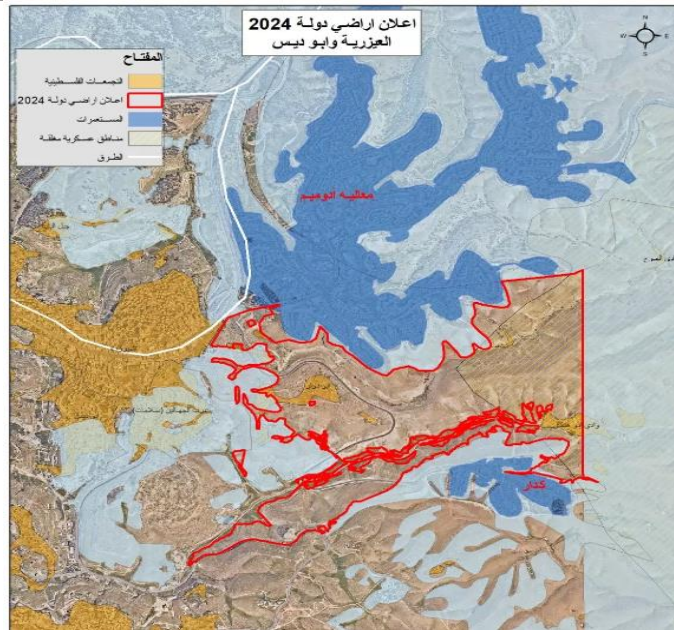 اعلان اراضي دولة 2024
العيزرية وابو ديس
N
W E
S
المفتاح
التجمعات الفلسطينية
اعلان اراضي دولة 2024
المستعمرات
مناطق عسكرية مغلقة
الطرق
معاليه ادوميم
كدار